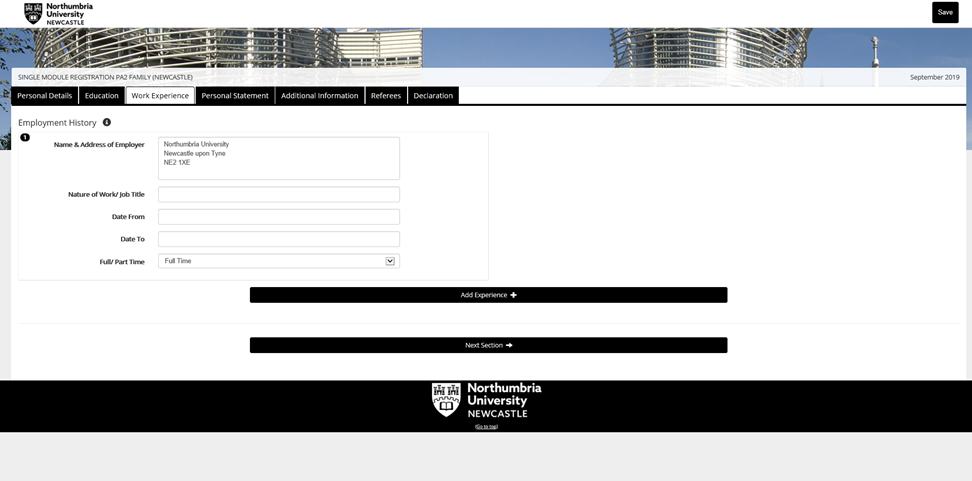 Northumbria
University
NEWCASTLE
Save
SINGLE MODULE REGISTRATION PA2 FAMILY (NEWCASTLE)
September 2019
Personal Details
Education
Work Experience
Personal Statement
Additional Information
Referees
Declaration
Employment History
1
Name & Address of Employer
Northumbria University
Newcastle upon Tyne
NE2 1XE
Nature of Work/ Job Title
Date From
Date To
Full/ Part Time
Full Time
Add Experience
Next Section
Northumbria
University
NEWCASTLE
(Go to top)